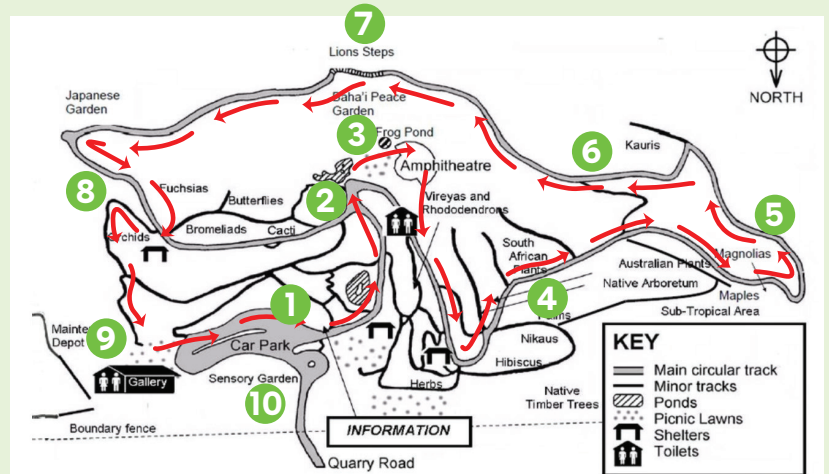 7
Lions Steps
NORTH
Japanese
Garden
Baha'i Peace
Garden
3
Frog Pond
Amphitheatre
Kauris
6
8
Fuchsias
Butterflies
2
Vireyas and
Rhododendrons
5
Orchids
Bromeliads
Cacti
South
African
Plants
Australian Plants
Magnolias
Native Arboretum
4
Maples
Sub-Tropical Area
1
9
Depot
Car Park
Nikaus
Hibiscus
Gallery
Sensory Garden
Herbs
10
Native
Timber Trees
Boundary fence
INFORMATION
Quarry Road
KEY
Main circular track
Minor tracks
Ponds
Picnic Lawns
Shelters
Toilets